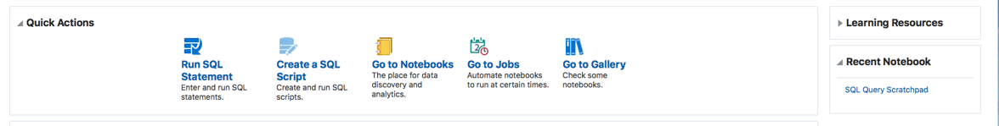 Quick Actions
Run SQL
Statement
Enter and run SQL
statements.
Create a SQL
Script
Create and run SQL
scripts.
Go to Notebooks
The place for data
discovery and
analytics.
2
Go to Jobs
Automate notebooks
to run at certain times.
Go to Gallery
Check some
notebooks.
Learning Resources
Recent Notebook
SQL Query Scratchpad